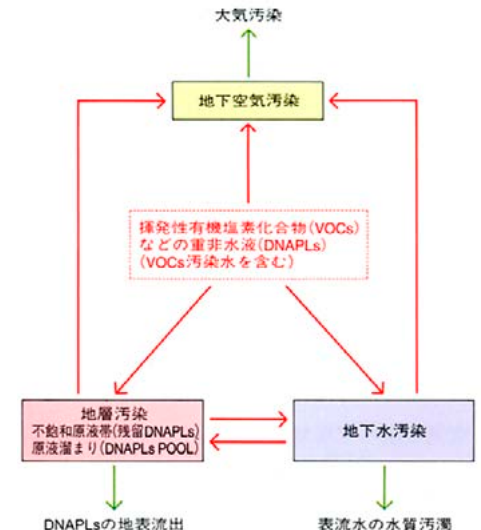 大気汚染
地下空気汚染
揮発性有機塩素化合物(VOCs)
などの重非水液(DNAPLs)
(VOCs汚染水を含む)
地層汚染
不飽和原液帯(残留DNAPLs)
原液溜まり(DNAPLs POOL)
地下水汚染
DNAPLsの地表流出
表流水の水質汚濁